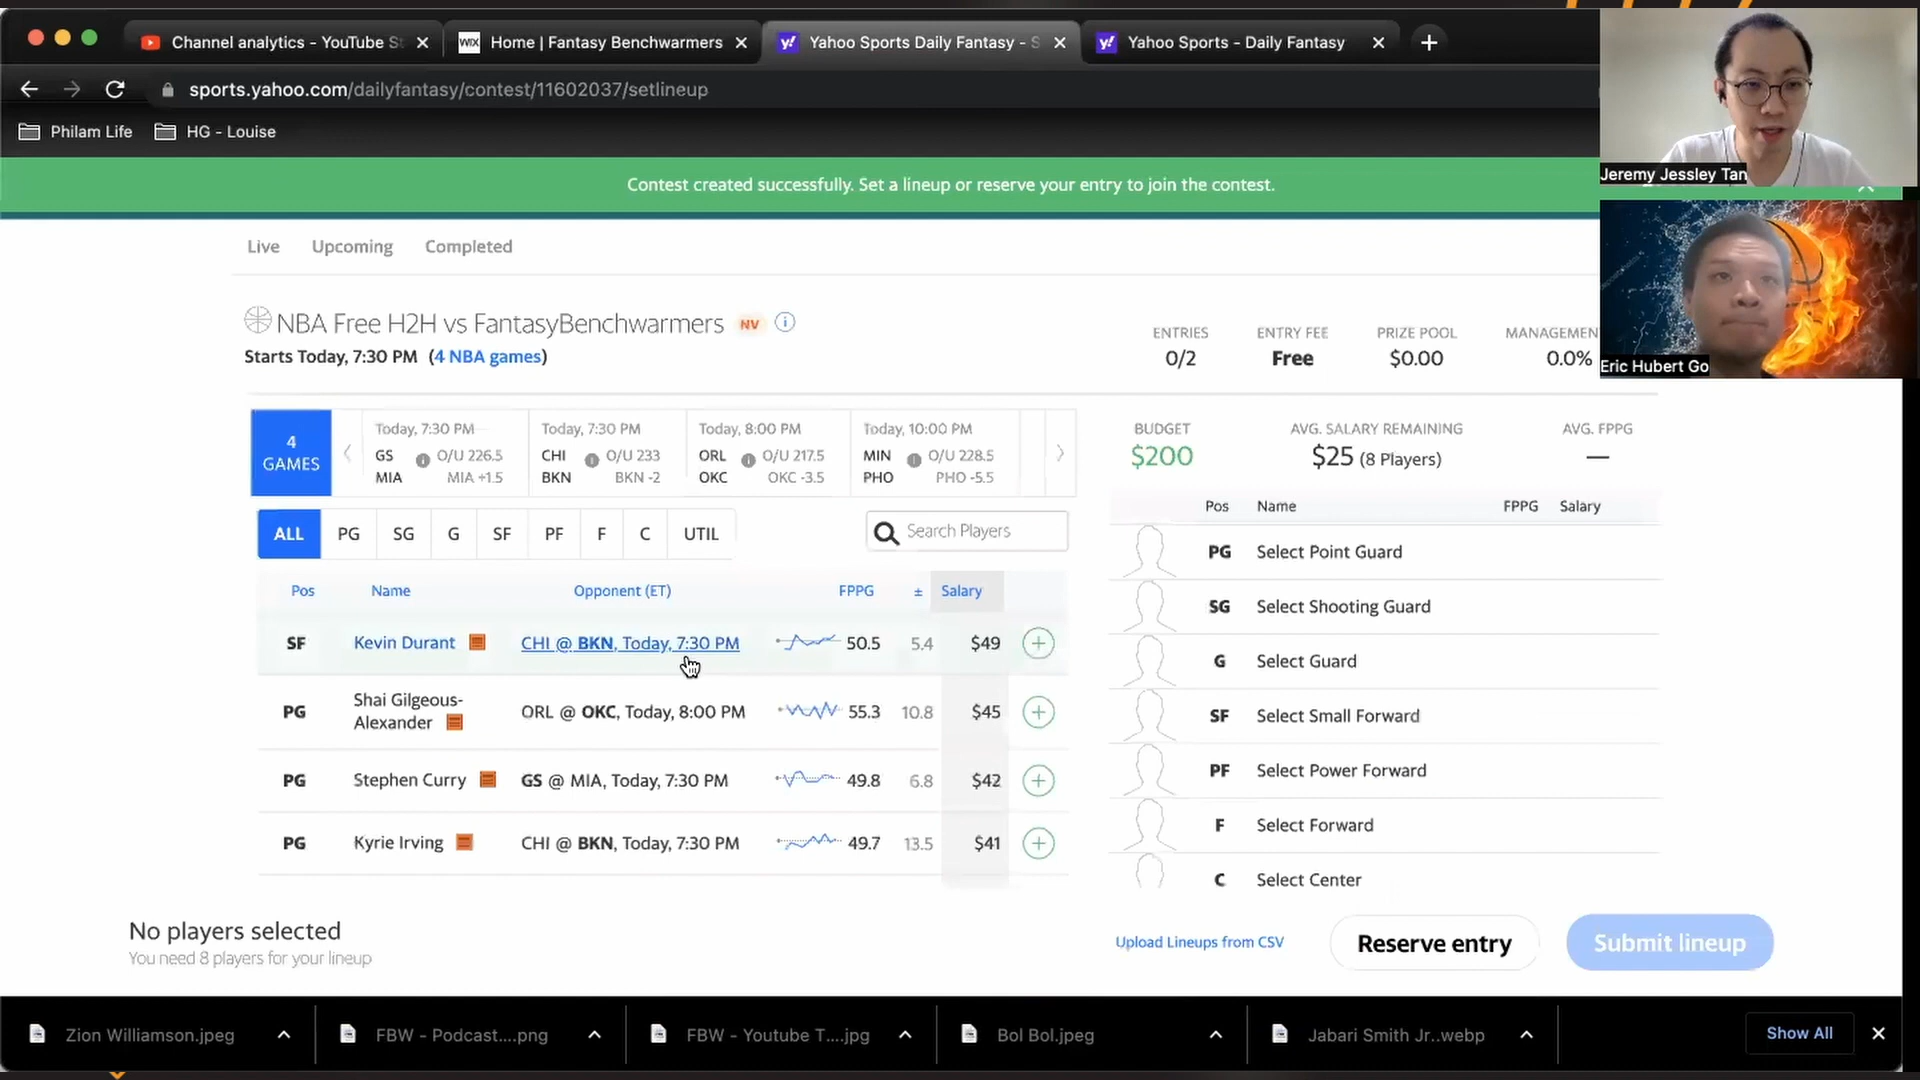 Channel analytics - YouTube St
Home | Fantasy Benchwarmers
Yahoo Sports Daily Fantasy - S
Yahoo Sports - Daily Fantasy
sports.yahoo.com/dailyfantasy/contest/11602037/setlineup
Philam Life
HG - Louise
Jeremy Jessley Tan
Contest created successfully. Set a lineup or reserve your entry to join the contest.
Live Upcoming Completed
Eric Hubert Go
NBA Free H2H vs FantasyBenchwarmers NV
Starts Today, 7:30 PM (4 NBA games)
ENTRIES ENTRY FEE PRIZE POOL MANAGEMEN
0/2 Free $0.00 0.0%
4 GAMES
Today, 7:30 PM
GS O/U 226.5
MIA MIA +1.5
Today, 7:30 PM
CHI O/U 233
BKN BKN -2
Today, 8:00 PM
ORL O/U 217.5
OKC OKC -3.5
Today, 10:00 PM
MIN O/U 228.5
PHO PHO -5.5
BUDGET AVG. SALARY REMAINING AVG. FPPG
$200 $25 (8 Players) —
ALL PG SG G SF PF F C UTIL
Search Players
Pos Name Opponent (ET) FPPG ± Salary
SF Kevin Durant CHI @ BKN, Today, 7:30 PM 50.5 5.4 $49
PG Shai Gilgeous-Alexander ORL @ OKC, Today, 8:00 PM 55.3 10.8 $45
PG Stephen Curry GS @ MIA, Today, 7:30 PM 49.8 6.8 $42
PG Kyrie Irving CHI @ BKN, Today, 7:30 PM 49.7 13.5 $41
Pos Name FPPG Salary
PG Select Point Guard
SG Select Shooting Guard
G Select Guard
SF Select Small Forward
PF Select Power Forward
F Select Forward
C Select Center
No players selected
You need 8 players for your lineup
Upload Lineups from CSV
Reserve entry
Submit lineup
Zion Williamson.jpeg
FBW - Podcast....png
FBW - Youtube T....jpg
Bol Bol.jpeg
Jabari Smith Jr..webp
Show All